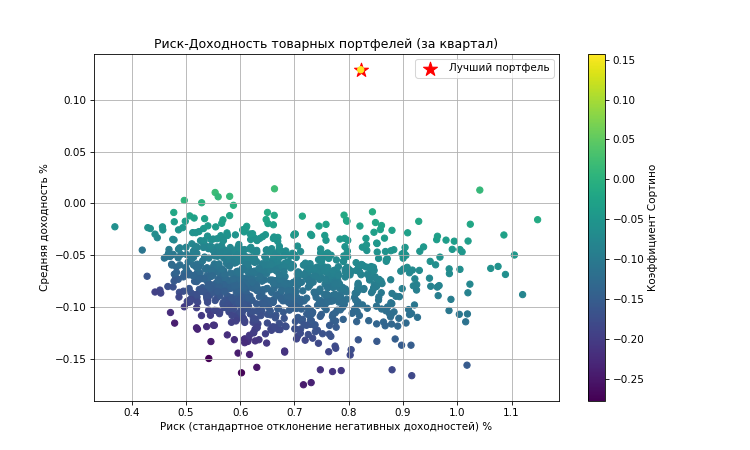 Риск-Доходность товарных портфелей (за квартал)
Лучший портфель
Средняя доходность %
0.10
0.05
0.00
−0.05
−0.10
−0.15
0.4 0.5 0.6 0.7 0.8 0.9 1.0 1.1
Риск (стандартное отклонение негативных доходностей) %
0.15
0.10
0.05
0.00
−0.05
−0.10
−0.15
−0.20
−0.25
Коэффициент Сортино